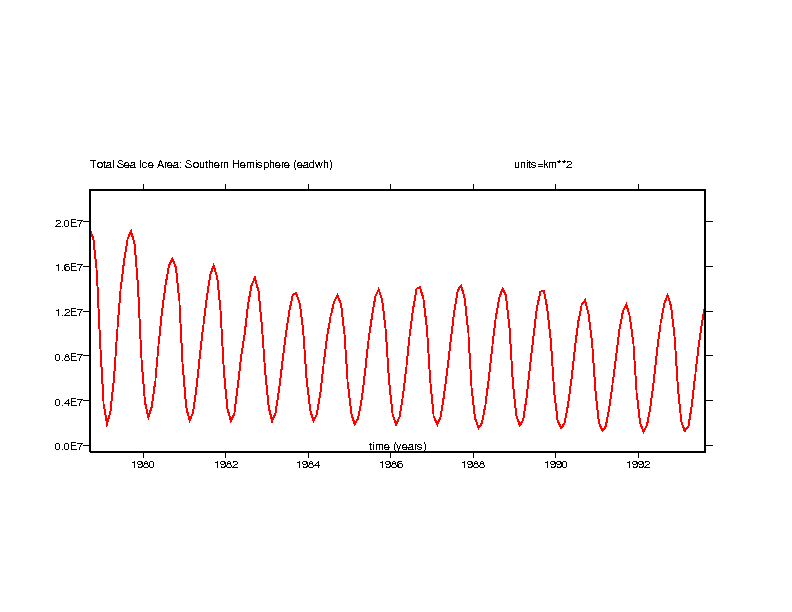 Total Sea Ice Area: Southern Hemisphere (eadwh) units=km**2
2.0E7
1.6E7
1.2E7
0.8E7
0.4E7
0.0E7
time (years)
1980 1982 1984 1986 1988 1990 1992